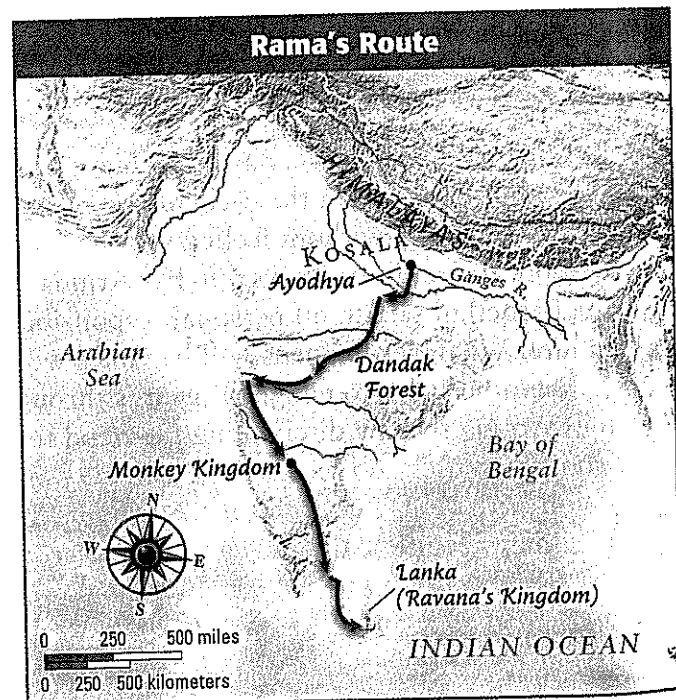 Rama's Route
HIMALAYAS
KOSALA
Ayodhya
Ganges R.
Arabian
Sea
Dandak
Forest
Bay of
Bengal
Monkey Kingdom
N
W
E
S
Lanka
(Ravana's Kingdom)
0 250 500 miles
0 250 500 kilometers
INDIAN OCEAN